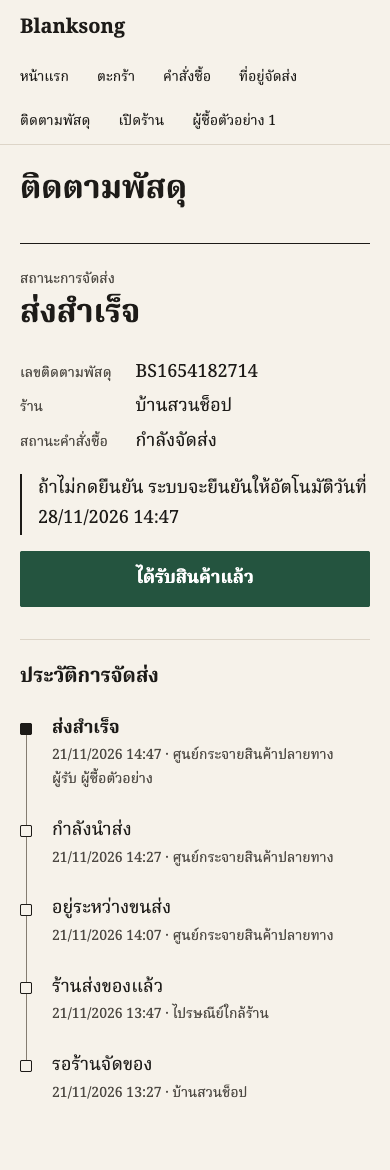 Blanksong
หน้าแรก ตะกร้า คำสั่งซื้อ ที่อยู่จัดส่ง
ติดตามพัสดุ เปิดร้าน ผู้ซื้อตัวอย่าง 1
ติดตามพัสดุ
สถานะการจัดส่ง
ส่งสำเร็จ
เลขติดตามพัสดุ BS1654182714
ร้าน บ้านสวนช็อป
สถานะคำสั่งซื้อ กำลังจัดส่ง
ถ้าไม่กดยืนยัน ระบบจะยืนยันให้อัตโนมัติวันที่
28/11/2026 14:47
ได้รับสินค้าแล้ว
ประวัติการจัดส่ง
ส่งสำเร็จ
21/11/2026 14:47 · ศูนย์กระจายสินค้าปลายทาง
ผู้รับ ผู้ซื้อตัวอย่าง
กำลังนำส่ง
21/11/2026 14:27 · ศูนย์กระจายสินค้าปลายทาง
อยู่ระหว่างขนส่ง
21/11/2026 14:07 · ศูนย์กระจายสินค้าปลายทาง
ร้านส่งของแล้ว
21/11/2026 13:47 · ไปรษณีย์ใกล้ร้าน
รอร้านจัดของ
21/11/2026 13:27 · บ้านสวนช็อป